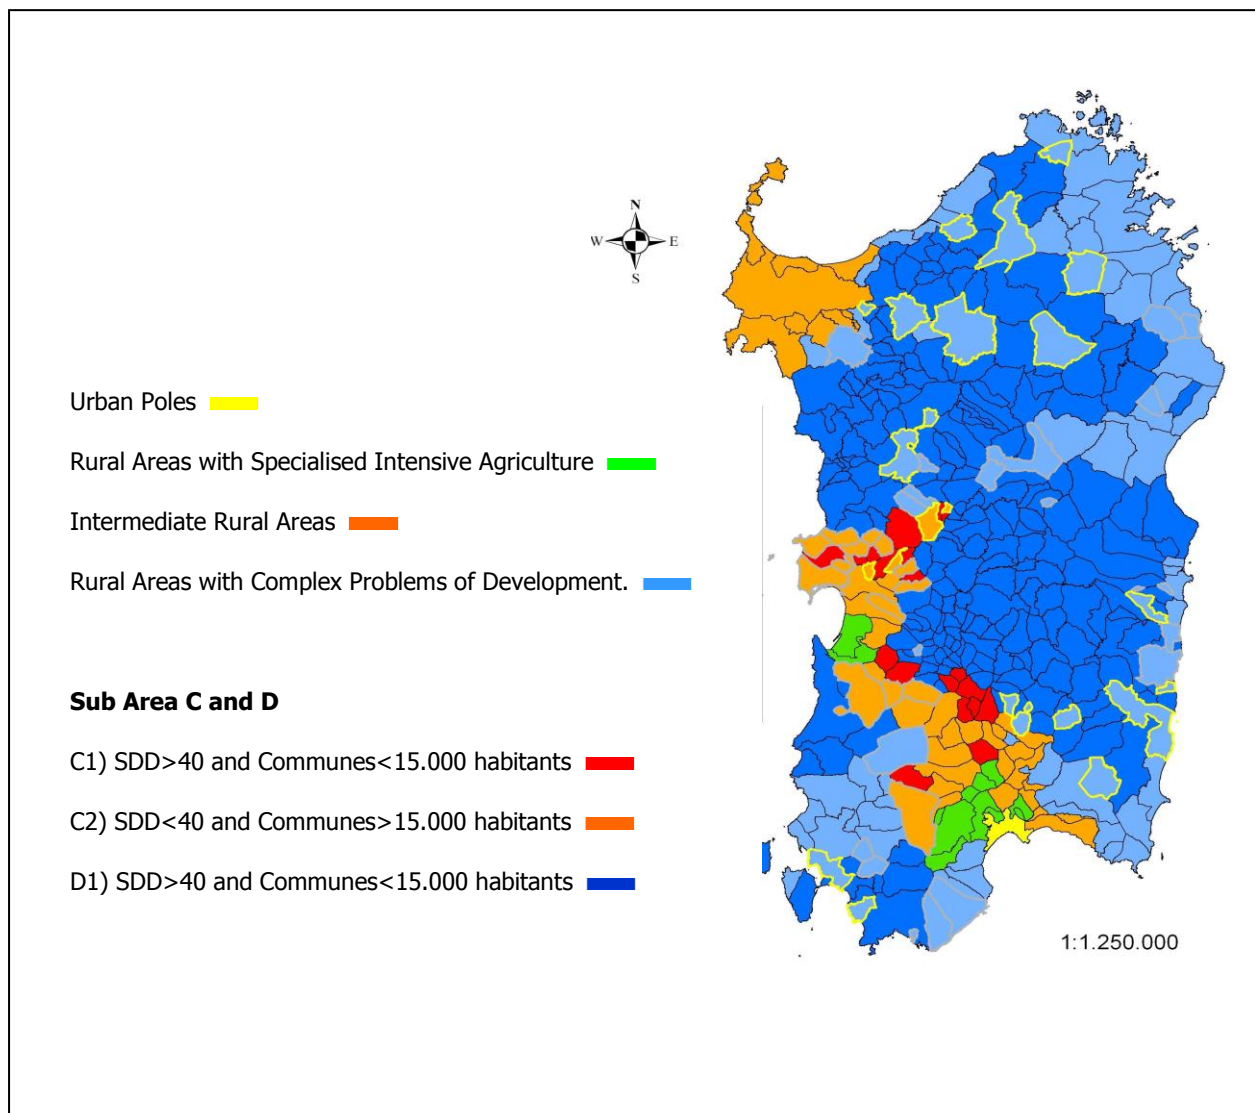 N
W E
S
Urban Poles
Rural Areas with Specialised Intensive Agriculture
Intermediate Rural Areas
Rural Areas with Complex Problems of Development.
Sub Area C and D
C1) SDD>40 and Communes<15.000 habitants
C2) SDD<40 and Communes>15.000 habitants
D1) SDD>40 and Communes<15.000 habitants
1:1.250.000